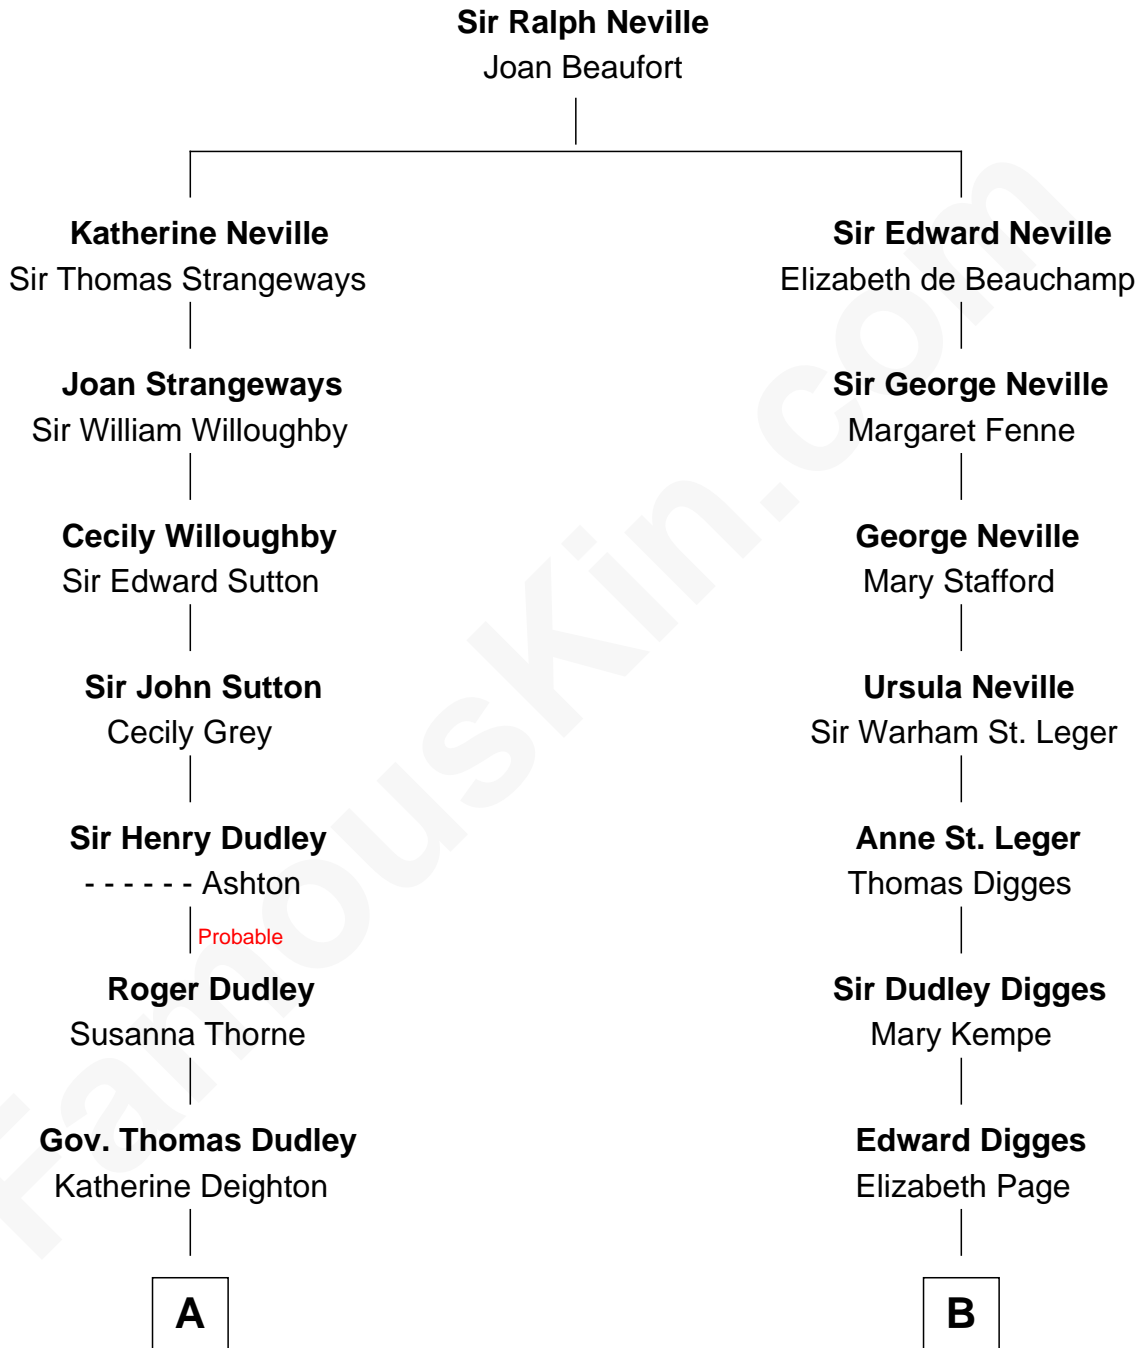 Sir Ralph Neville
Joan Beaufort
Katherine Neville
Sir Thomas Strangeways
Sir Edward Neville
Elizabeth de Beauchamp
Joan Strangeways
Sir William Willoughby
Sir George Neville
Margaret Fenne
Cecily Willoughby
Sir Edward Sutton
George Neville
Mary Stafford
Sir John Sutton
Cecily Grey
Ursula Neville
Sir Warham St. Leger
Sir Henry Dudley
- - - - - - Ashton
Anne St. Leger
Thomas Digges
Probable
Roger Dudley
Susanna Thorne
Sir Dudley Digges
Mary Kempe
Gov. Thomas Dudley
Katherine Deighton
Edward Digges
Elizabeth Page
A
B
FamousKin.com